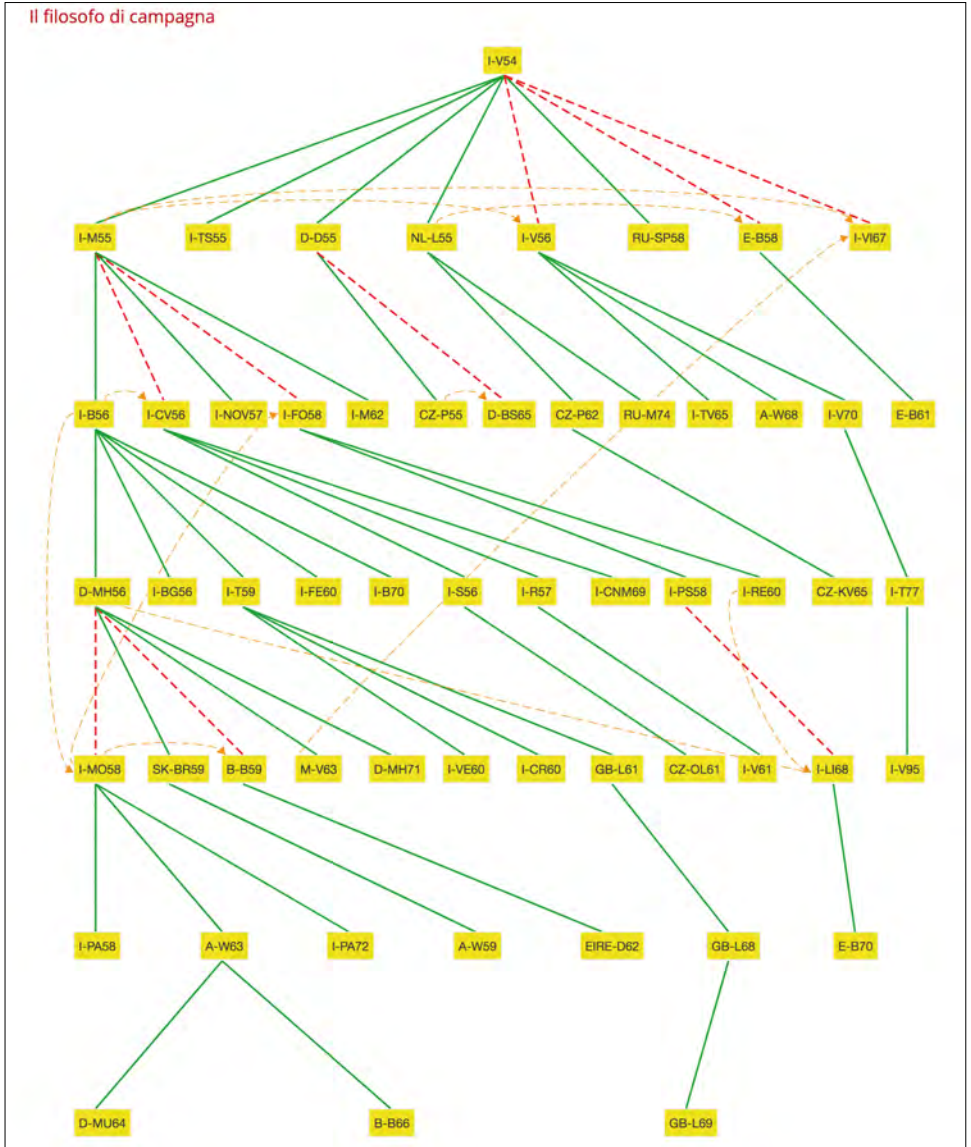 Il filosofo di campagna
I-V54
I-M55 I-TS55 D-D55 NL-L55 I-V56 RU-SP58 E-B58 I-VI67
I-B56 I-CV56 I-NOV57 I-FO58 I-M62 CZ-P55 D-BS65 CZ-P62 RU-M74 I-TV65 A-W68 I-V70 E-B61
D-MH56 I-BG56 I-T59 I-FE60 I-B70 I-S56 I-R57 I-CNM69 I-PS58 I-RE60 CZ-KV65 I-T77
I-MO58 SK-BR59 B-B59 M-V63 D-MH71 I-VE60 I-CR60 GB-L61 CZ-OL61 I-V61 I-LI68 I-V95
I-PA58 A-W63 I-PA72 A-W59 EIRE-D62 GB-L68 E-B70
D-MU64 B-B66 GB-L69